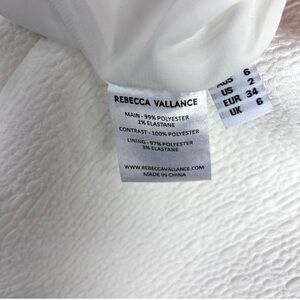 REBECCA VALLANCE
MAIN - 99% POLYESTER
1% ELASTANE
CONTRAST - 100% POLYESTER
LINING - 97% POLYESTER
3% ELASTANE
WWW.REBECCAVALLANCE.COM
MADE IN CHINA
AUS 6
US 2
EUR 34
UK 6